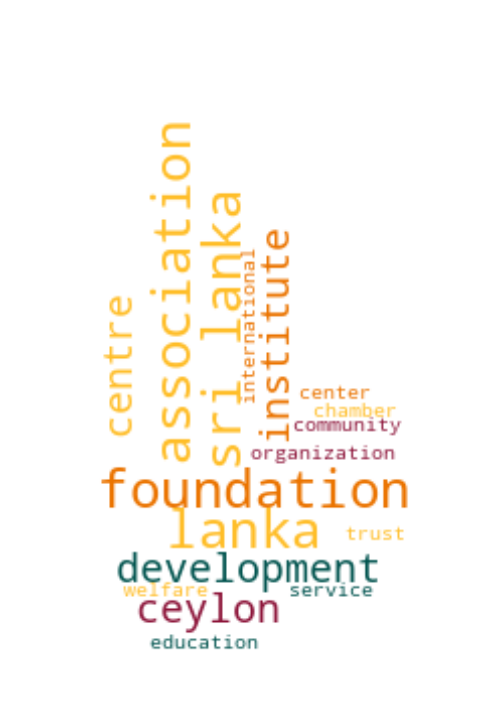 association
sri lanka
centre
international
institute
center
chamber
community
organization
foundation
lanka
trust
development
welfare
service
ceylon
education